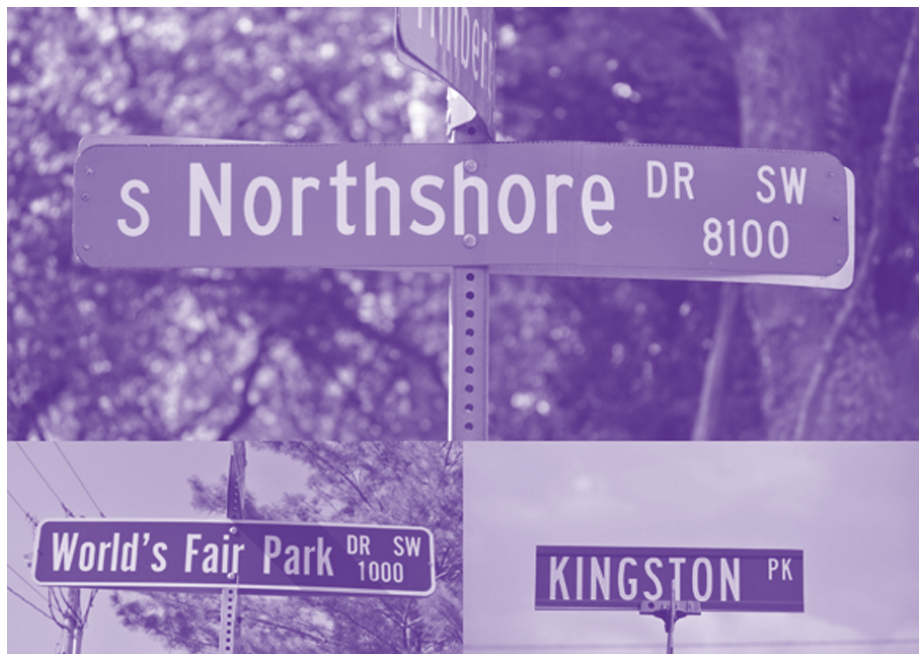 S Northshore DR SW
8100
World's Fair Park DR SW
1000
KINGSTON PK